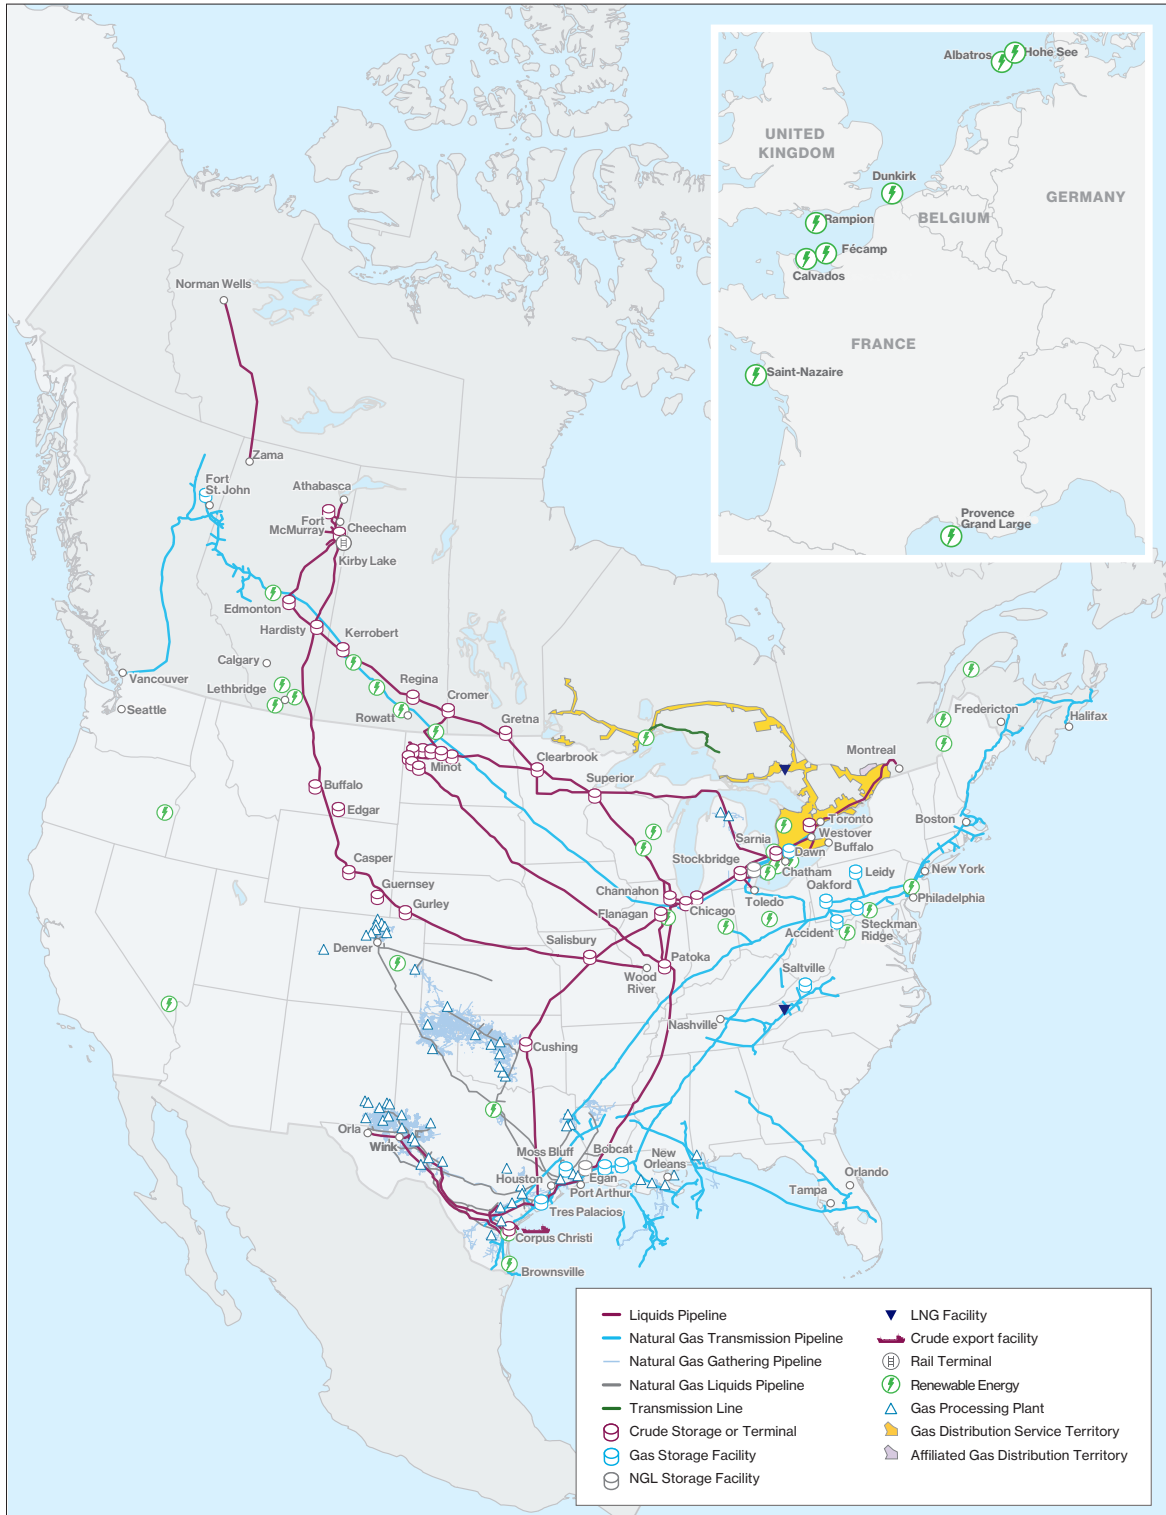 Albatros
Hohe See
UNITED
KINGDOM
Dunkirk
GERMANY
Rampion
BELGIUM
Fécamp
Calvados
FRANCE
Saint-Nazaire
Provence
Grand Large
Norman Wells
Zama
Fort
St. John
Athabasca
Fort
McMurray
Cheecham
Kirby Lake
Edmonton
Hardisty
Kerrobert
Calgary
Vancouver
Lethbridge
Regina
Cromer
Seattle
Rowatt
Gretna
Fredericton
Halifax
Montreal
Minot
Clearbrook
Superior
Buffalo
Edgar
Toronto
Westover
Buffalo
Boston
Sarnia
Dawn
Stockbridge
Chatham
Casper
Leidy
New York
Oakford
Guernsey
Channahon
Toledo
Philadelphia
Gurley
Flanagan
Chicago
Accident
Steckman
Ridge
Denver
Salisbury
Patoka
Wood
River
Saltville
Nashville
Cushing
Orla
Wink
Moss Bluff
Bobcat
New
Orleans
Houston
Egan
Port Arthur
Orlando
Tampa
Tres Palacios
Corpus Christi
Brownsville
Liquids Pipeline
Natural Gas Transmission Pipeline
Natural Gas Gathering Pipeline
Natural Gas Liquids Pipeline
Transmission Line
Crude Storage or Terminal
Gas Storage Facility
NGL Storage Facility
LNG Facility
Crude export facility
Rail Terminal
Renewable Energy
Gas Processing Plant
Gas Distribution Service Territory
Affiliated Gas Distribution Territory